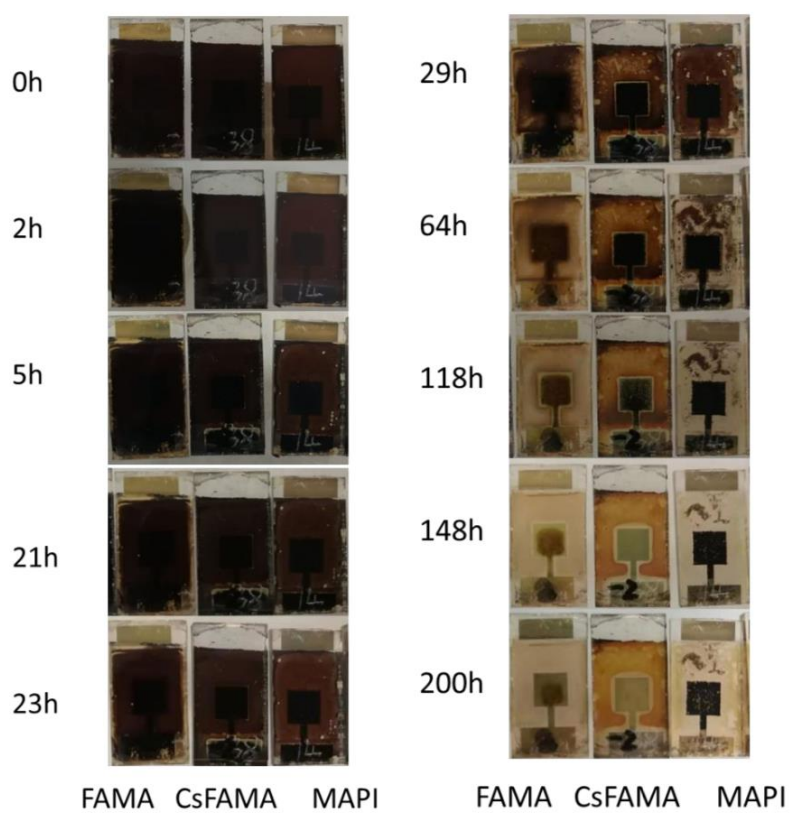 0h
2h
5h
21h
23h
FAMA CsFAMA MAPI
29h
64h
118h
148h
200h
FAMA CsFAMA MAPI